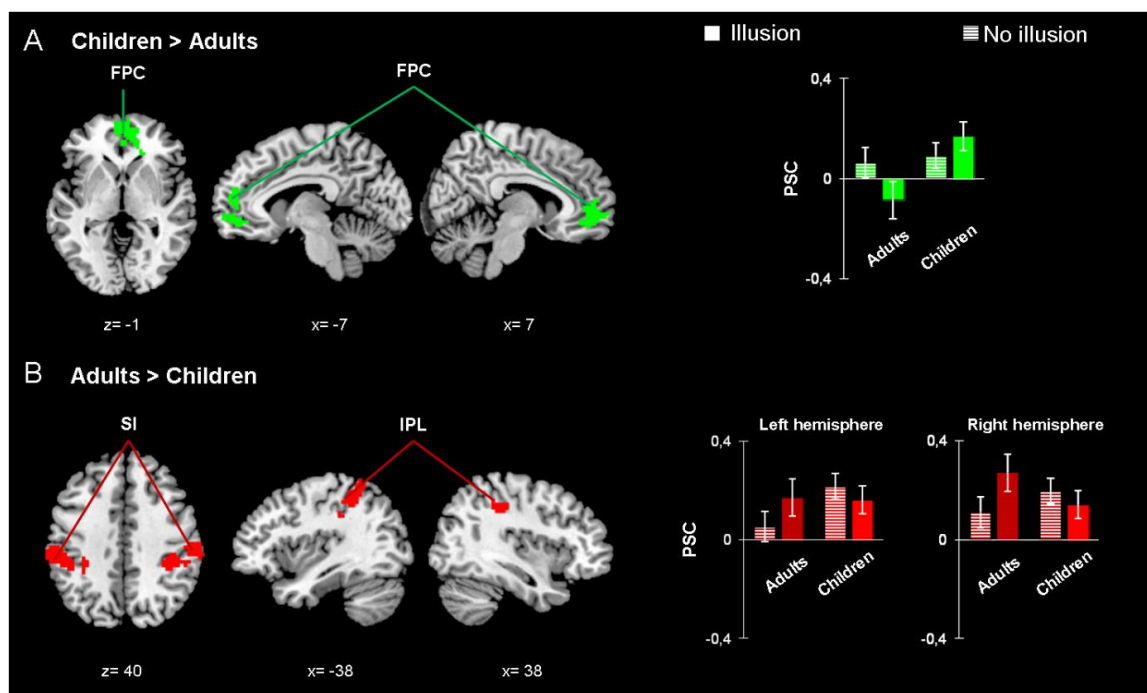 A Children > Adults
Illusion No illusion
FPC FPC
0,4
PSC
0
Adults Children
-0,4
z= -1 x= -7 x= 7
B Adults > Children
SI IPL
Left hemisphere Right hemisphere
0,4 0,4
PSC
0 0
Adults Children Adults Children
-0,4 -0,4
z= 40 x= -38 x= 38